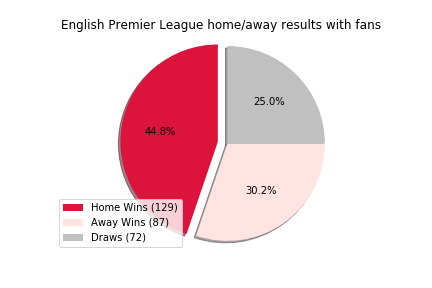 English Premier League home/away results with fans
25.0%
44.8%
30.2%
Home Wins (129)
Away Wins (87)
Draws (72)